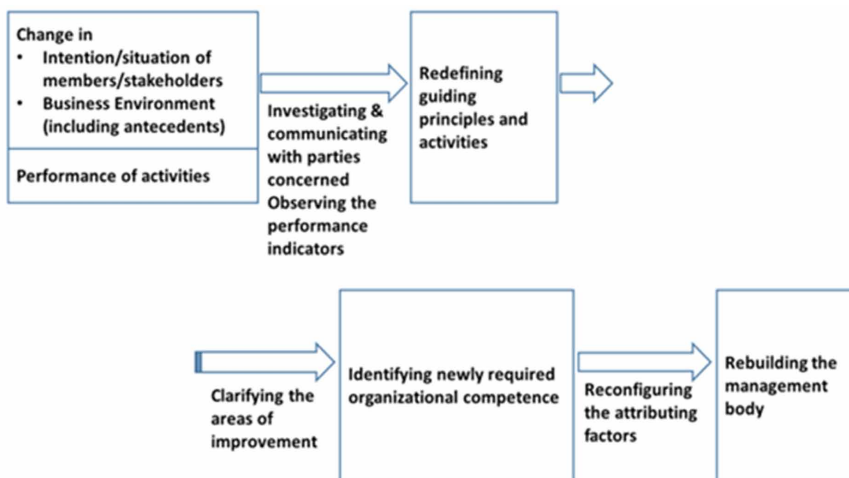 Change in
• Intention/situation of
members/stakeholders
• Business Environment
(including antecedents)
Performance of activities
Investigating &
communicating
with parties
concerned
Observing the
performance
indicators
Redefining
guiding
principles and
activities
Clarifying the
areas of
improvement
Identifying newly required
organizational competence
Reconfiguring
the attributing
factors
Rebuilding the
management
body